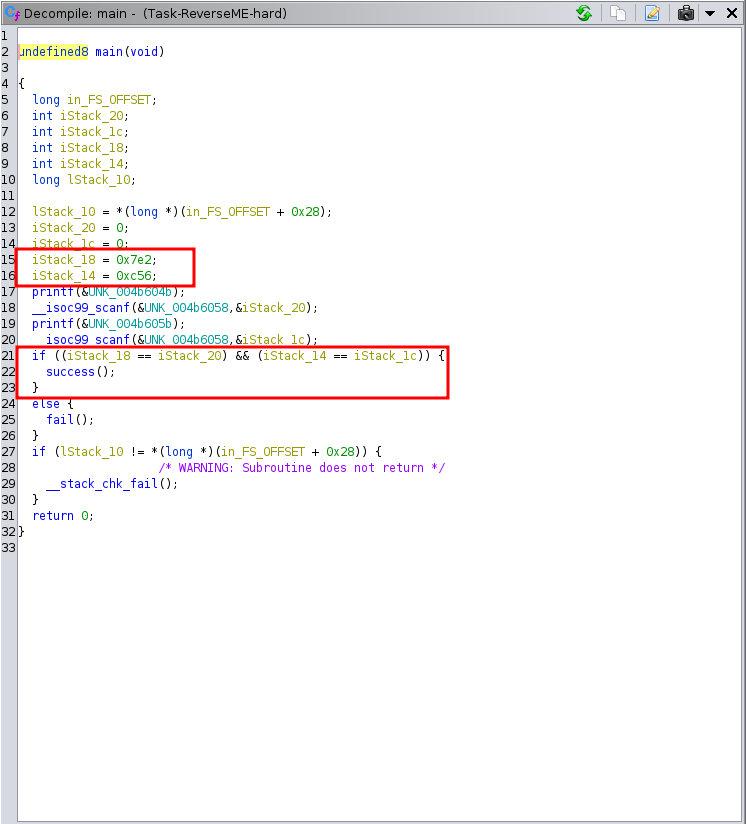 Decompile: main - (Task-ReverseME-hard)
1
2 undefined8 main(void)
3
4 {
5 long in_FS_OFFSET;
6 int iStack_20;
7 int iStack_1c;
8 int iStack_18;
9 int iStack_14;
10 long lStack_10;
11
12 lStack_10 = *(long *)(in_FS_OFFSET + 0x28);
13 iStack_20 = 0;
14 iStack_1c = 0;
15 iStack_18 = 0x7e2;
16 iStack_14 = 0xc56;
17 printf(&UNK_004b604b);
18 __isoc99_scanf(&UNK_004b6058,&iStack_20);
19 printf(&UNK_004b605b);
20 __isoc99_scanf(&UNK_004b6058,&iStack_1c);
21 if ((iStack_18 == iStack_20) && (iStack_14 == iStack_1c)) {
22 success();
23 }
24 else {
25 fail();
26 }
27 if (lStack_10 != *(long *)(in_FS_OFFSET + 0x28)) {
28 /* WARNING: Subroutine does not return */
29 __stack_chk_fail();
30 }
31 return 0;
32 }
33